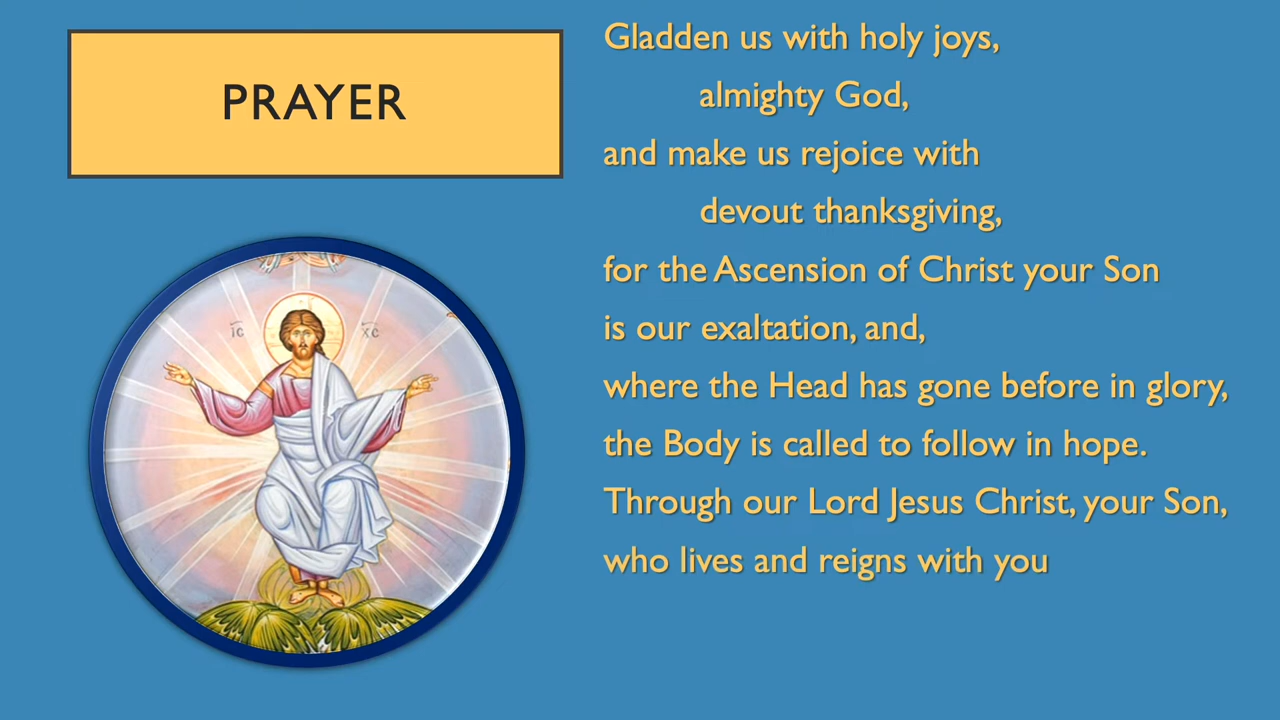 PRAYER
Gladden us with holy joys,
almighty God,
and make us rejoice with
devout thanksgiving,
for the Ascension of Christ your Son
is our exaltation, and,
where the Head has gone before in glory,
the Body is called to follow in hope.
Through our Lord Jesus Christ, your Son,
who lives and reigns with you
IC XC